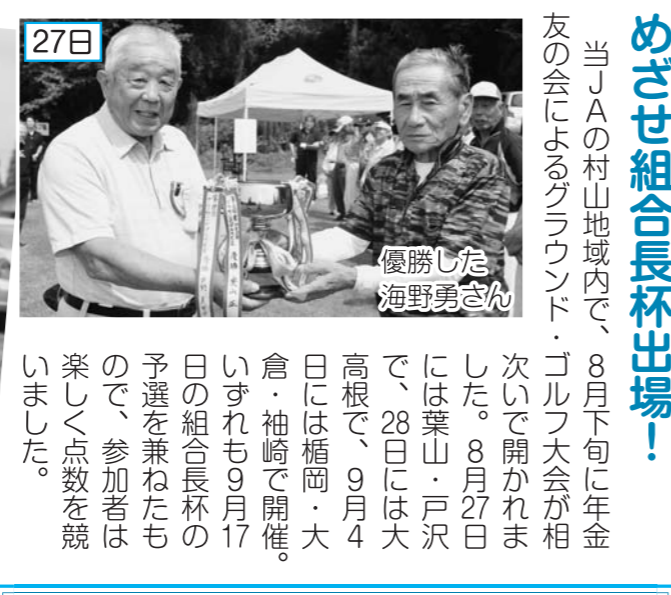 めざせ組合長杯出場！
当ＪＡの村山地域内で、８月下旬に年金
友の会によるグラウンド・ゴルフ大会が相
次いで開かれま
した。８月27日
には葉山・戸沢
で、28日には大
高根で、９月４
日には楯岡・大
倉・袖崎で開催。
いずれも９月17
日の組合長杯の
予選を兼ねたも
ので、参加者は
楽しく点数を競
いました。
27日
優勝した
海野勇さん